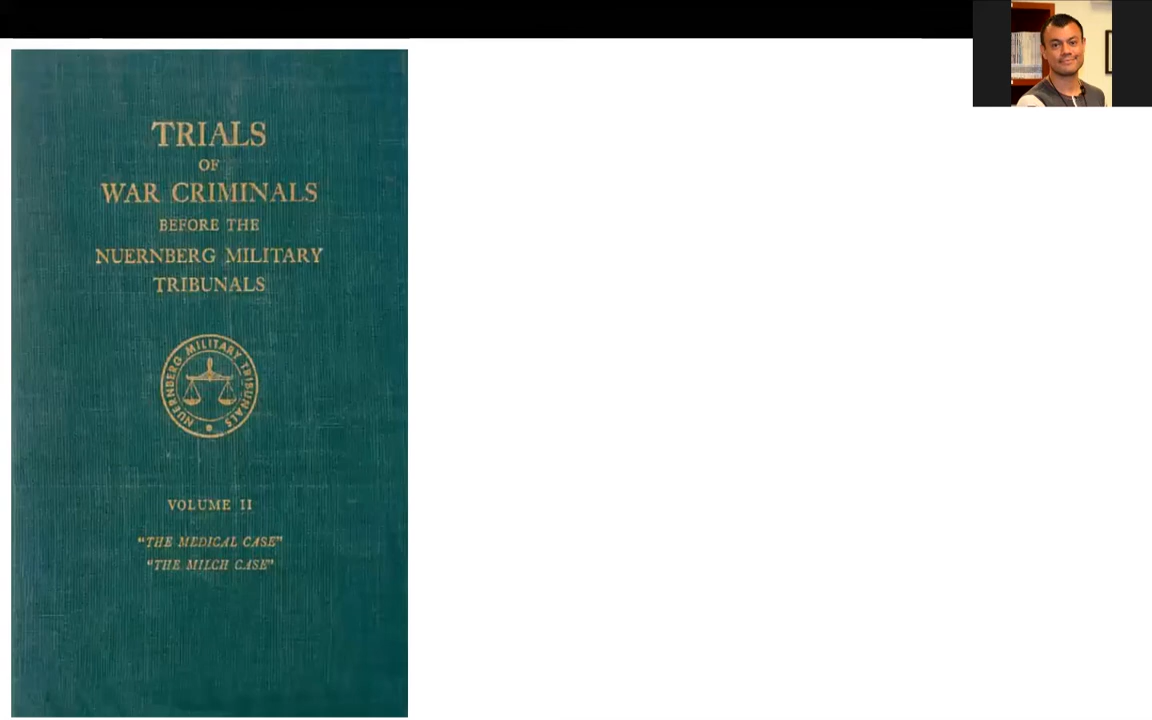 TRIALS
OF
WAR CRIMINALS
BEFORE THE
NUERNBERG MILITARY
TRIBUNALS
NUERNBERG MILITARY TRIBUNALS
VOLUME II
"THE MEDICAL CASE"
"THE MILCH CASE"